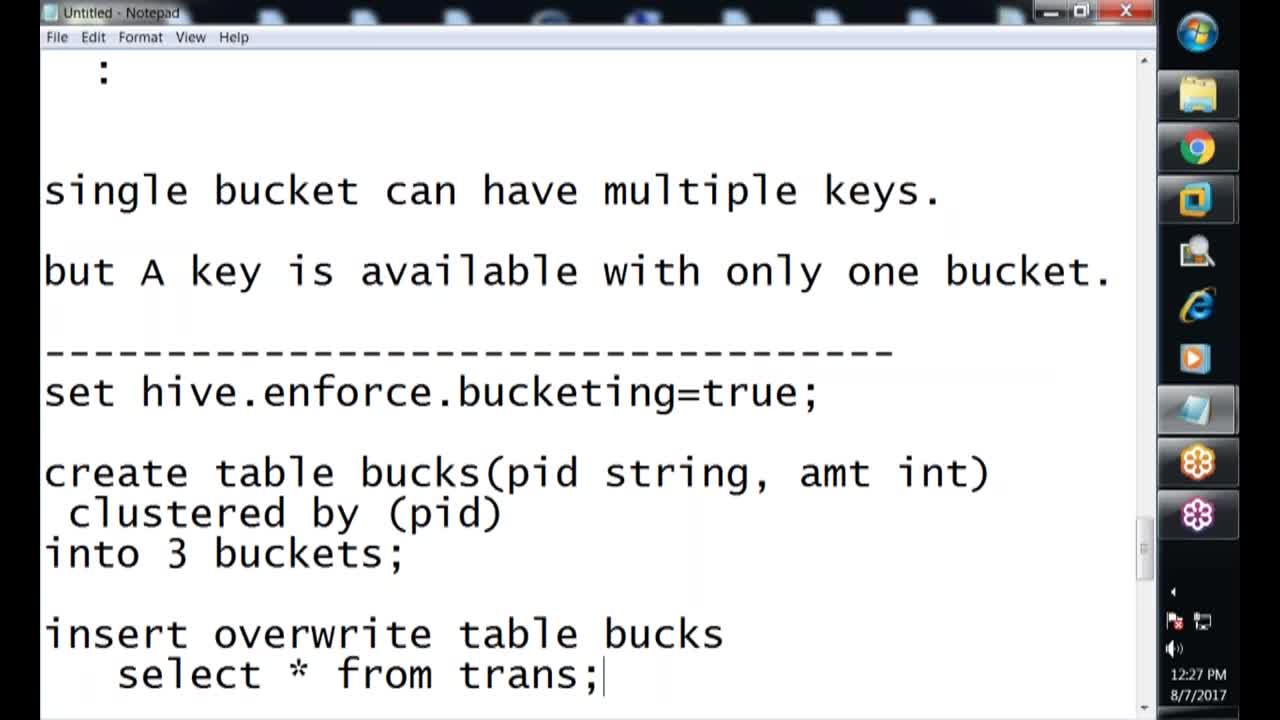 Untitled - Notepad
File Edit Format View Help
:
single bucket can have multiple keys.
but A key is available with only one bucket.
-----------------------------------
set hive.enforce.bucketing=true;
create table bucks(pid string, amt int)
clustered by (pid)
into 3 buckets;
insert overwrite table bucks
select * from trans;
12:27 PM
8/7/2017